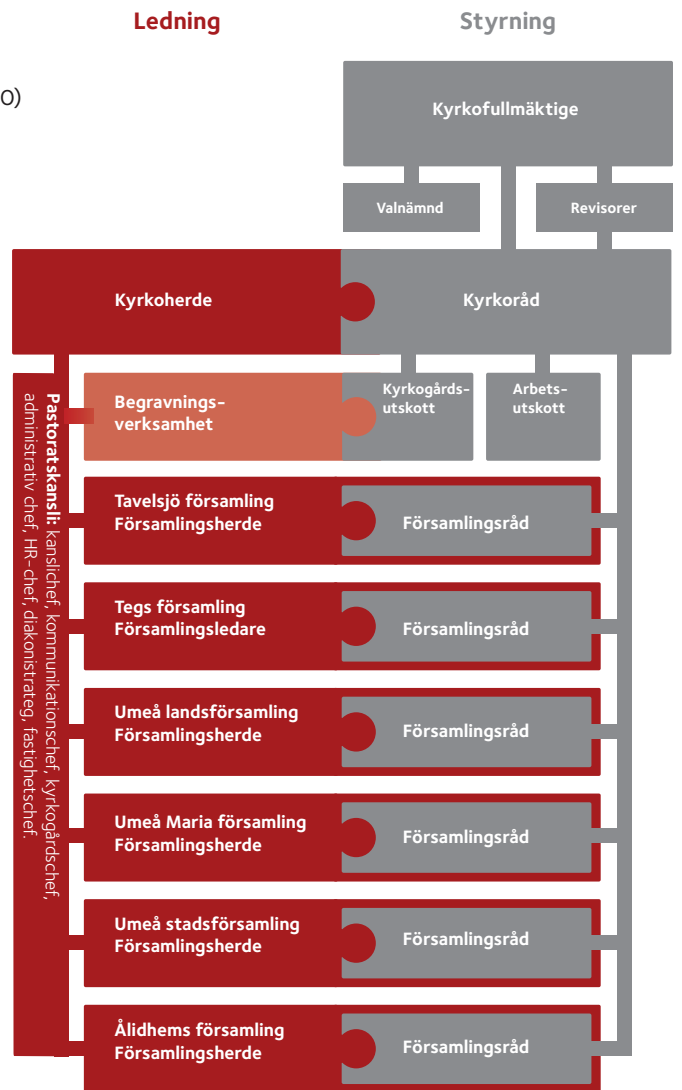 Ledning
Styrning
O)
Kyrkofullmäktige
Valnämnd
Revisorer
Kyrkoherde
Kyrkoråd
Begravnings-
verksamhet
Kyrkogårds-
utskott
Arbets-
utskott
Pastoratskansli: kanslichef, kommunikationschef, kyrkogårdschef,
administrativ chef, HR-chef, diakonistrateg, fastighetschef.
Tavelsjö församling
Församlingsherde
Församlingsråd
Tegs församling
Församlingsledare
Församlingsråd
Umeå landsförsamling
Församlingsherde
Församlingsråd
Umeå Maria församling
Församlingsherde
Församlingsråd
Umeå stadsförsamling
Församlingsherde
Församlingsråd
Ålidhems församling
Församlingsherde
Församlingsråd